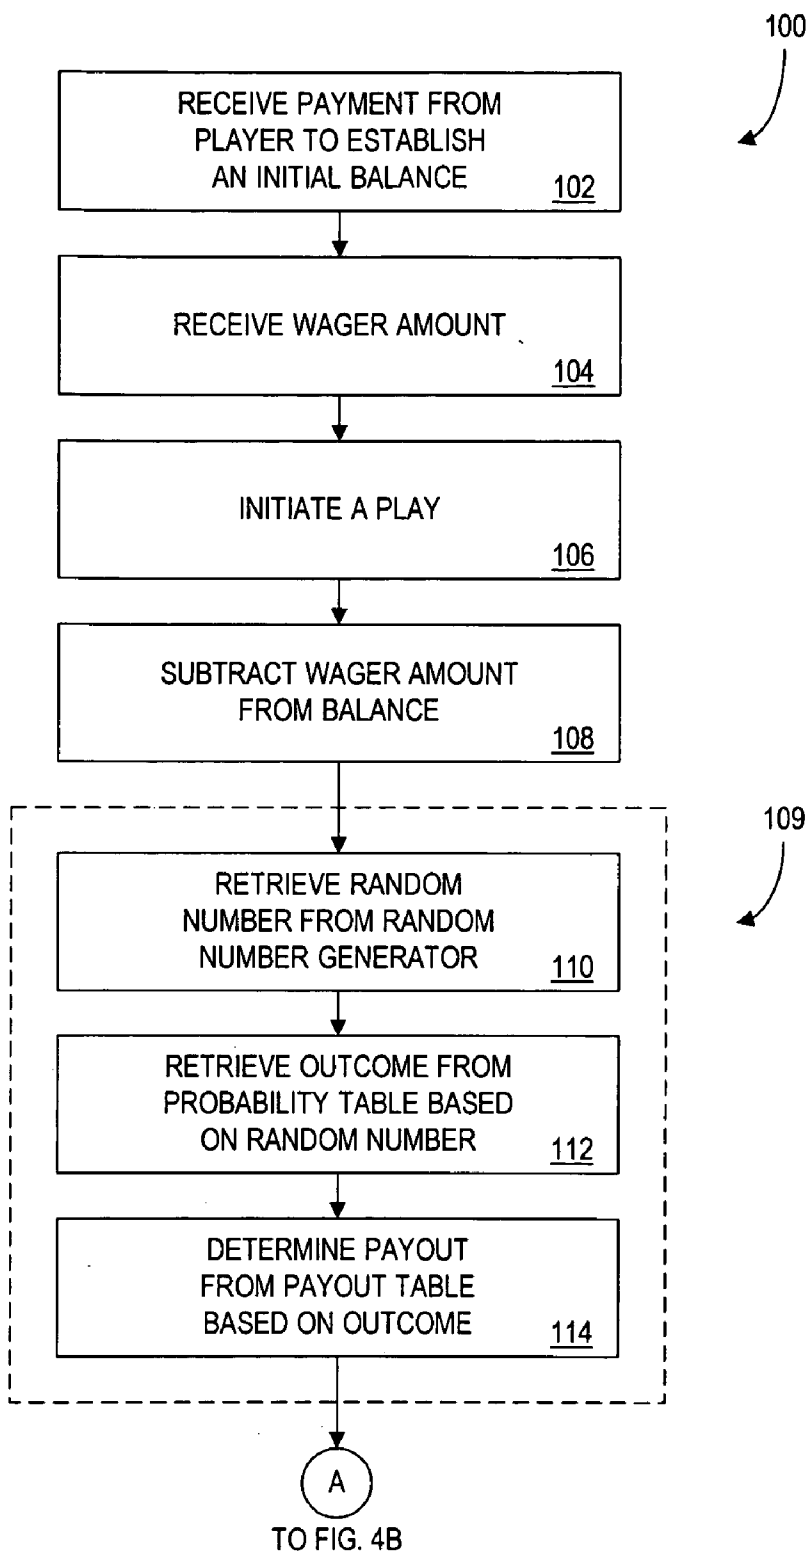 100
RECEIVE PAYMENT FROM
PLAYER TO ESTABLISH
AN INITIAL BALANCE
102
RECEIVE WAGER AMOUNT
104
INITIATE A PLAY
106
SUBTRACT WAGER AMOUNT
FROM BALANCE
108
109
RETRIEVE RANDOM
NUMBER FROM RANDOM
NUMBER GENERATOR
110
RETRIEVE OUTCOME FROM
PROBABILITY TABLE BASED
ON RANDOM NUMBER
112
DETERMINE PAYOUT
FROM PAYOUT TABLE
BASED ON OUTCOME
114
A
TO FIG. 4B